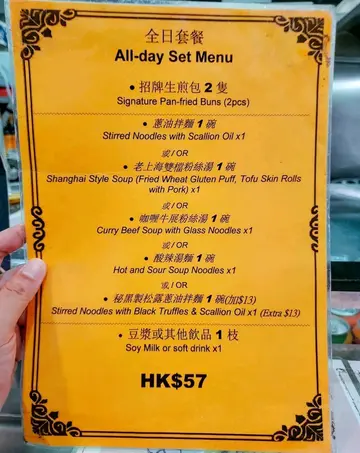 全日套餐
All-day Set Menu
• 招牌生煎包 2 隻
Signature Pan-fried Buns (2pcs)
• 蔥油拌麵 1 碗
Stirred Noodles with Scallion Oil x1
或/ OR
• 老上海雙檔粉絲湯 1 碗
Shanghai Style Soup (Fried Wheat Gluten Puff, Tofu Skin Rolls
with Pork) x1
或/ OR
• 咖喱牛展粉絲湯 1 碗
Curry Beef Soup with Glass Noodles x1
或/ OR
• 酸辣湯麵 1 碗
Hot and Sour Soup Noodles x1
或/ OR
• 秘黑製松露蔥油拌麵 1 碗(加$13)
Stirred Noodles with Black Truffles & Scallion Oil x1 (Extra $13)
• 豆漿或其他飲品 1 枝
Soy Milk or soft drink x1
HK$57